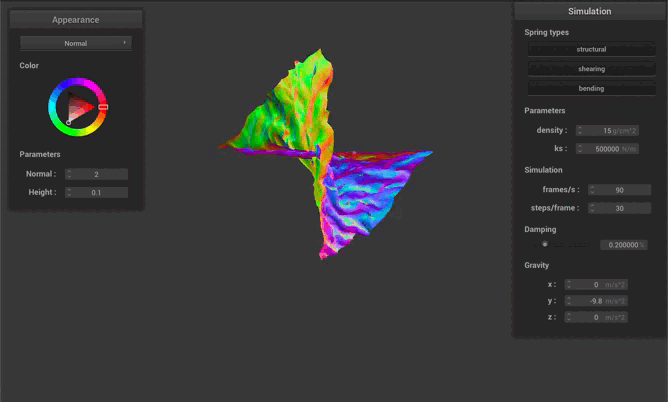 Appearance
Normal
Color
Parameters
Normal : 2
Height : 0.1
Simulation
Spring types
structural
shearing
bending
Parameters
density : 15 g/cm^2
ks : 500000 N/m
Simulation
frames/s : 90
steps/frame : 30
Damping
0.200000 %
Gravity
x : 0 m/s^2
y : -9.8 m/s^2
z : 0 m/s^2